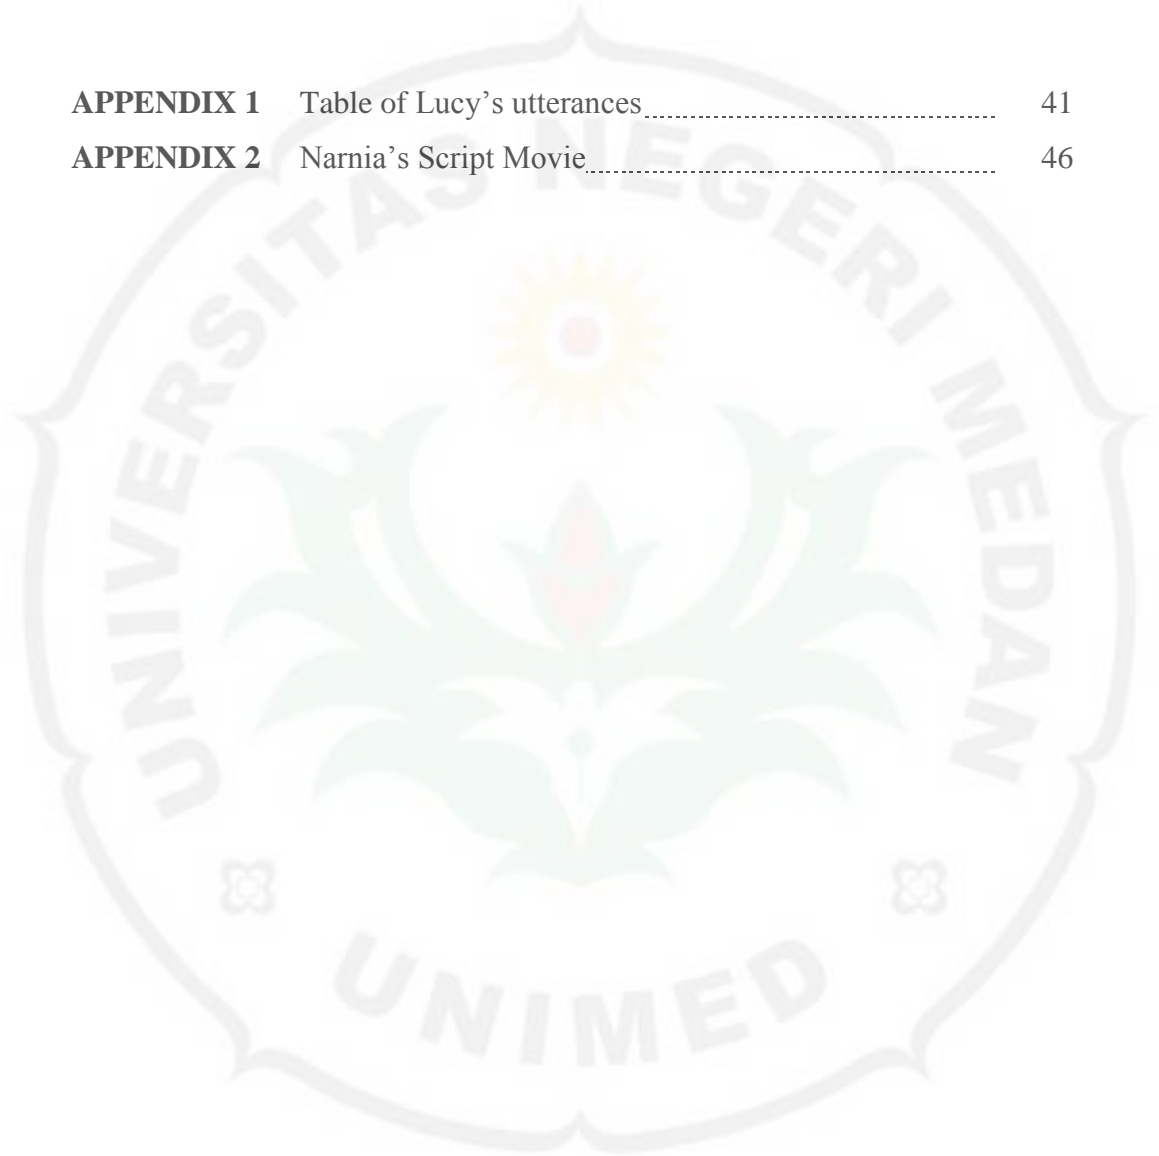 APPENDIX 1 Table of Lucy’s utterances 41
APPENDIX 2 Narnia’s Script Movie 46
UNIVERSITAS NEGERI MEDAN
UNIMED